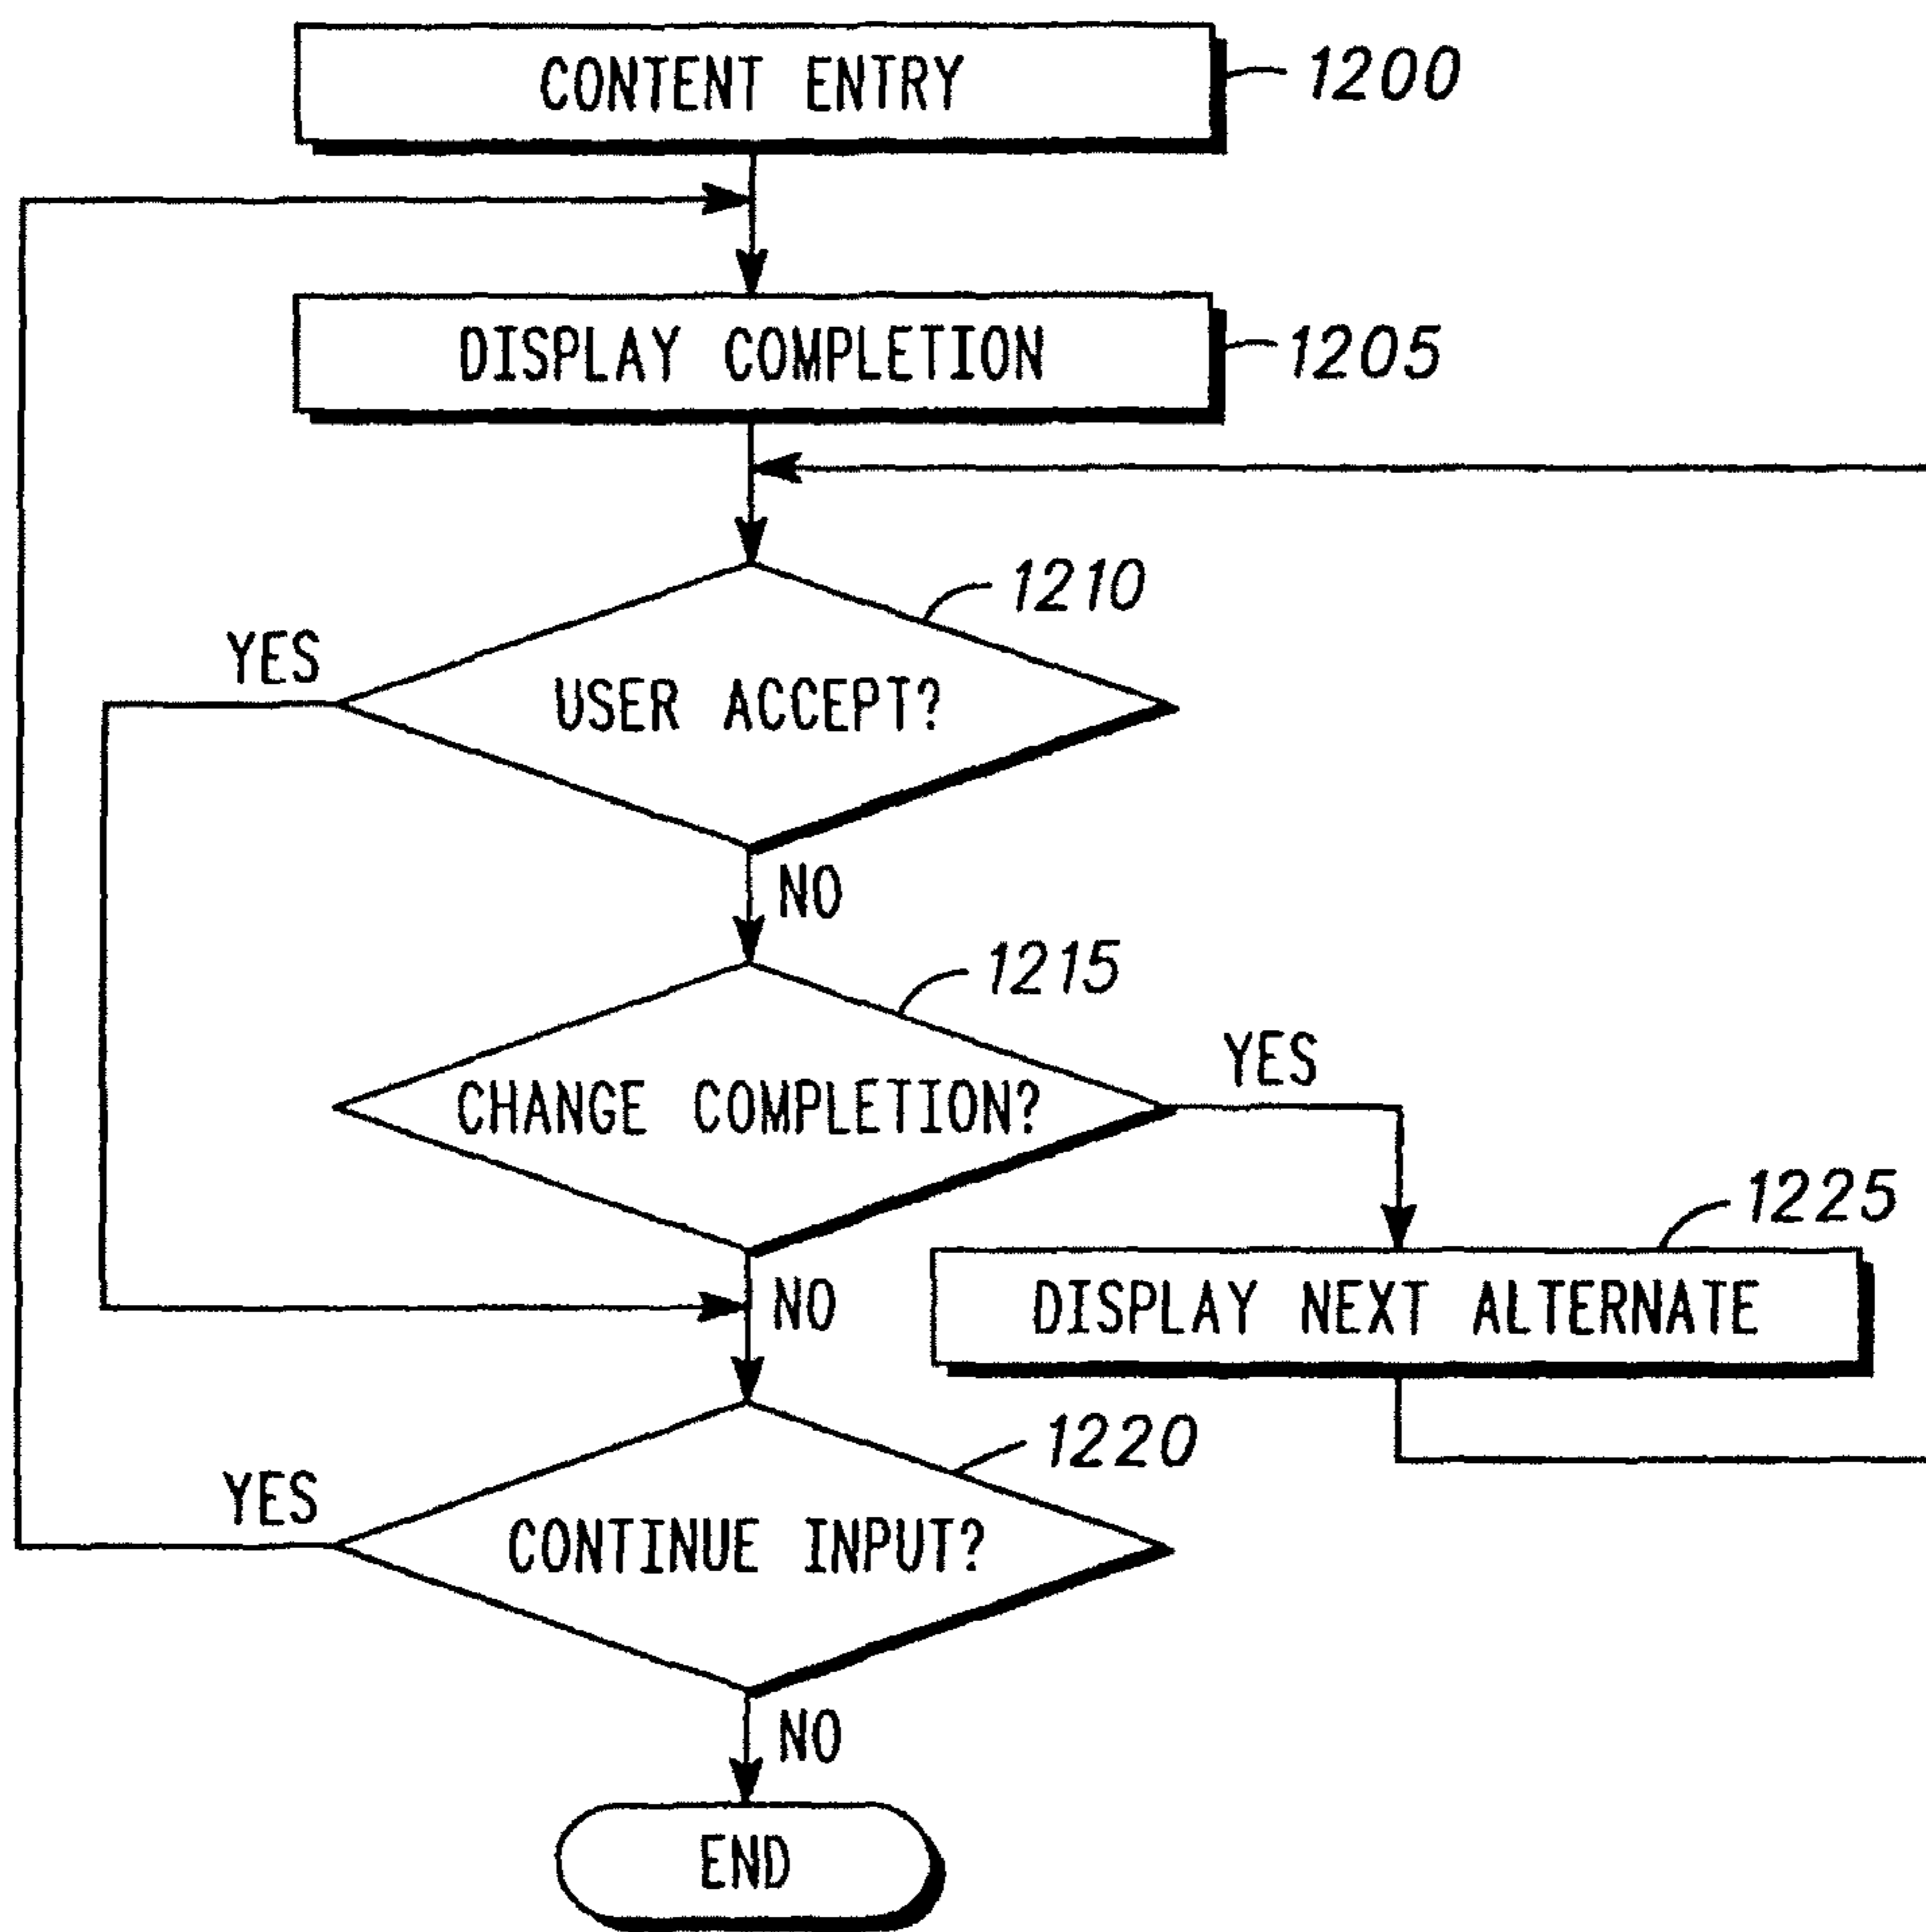 CONTENT ENTRY
1200
DISPLAY COMPLETION
1205
1210
YES
USER ACCEPT?
NO
1215
YES
CHANGE COMPLETION?
1225
NO
DISPLAY NEXT ALTERNATE
1220
YES
CONTINUE INPUT?
NO
END